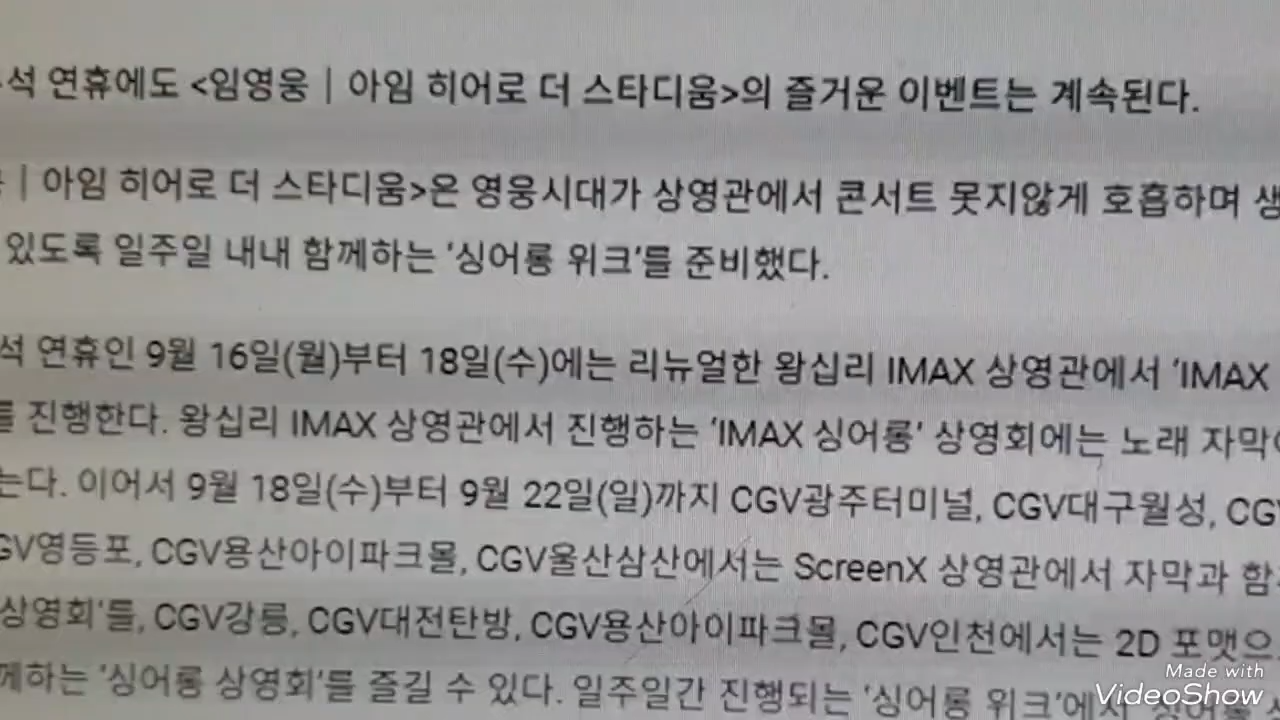 석 연휴에도 <임영웅│아임 히어로 더 스타디움>의 즐거운 이벤트는 계속된다.
│아임 히어로 더 스타디움>은 영웅시대가 상영관에서 콘서트 못지않게 호흡하며 생
있도록 일주일 내내 함께하는 '싱어롱 위크'를 준비했다.
석 연휴인 9월 16일(월)부터 18일(수)에는 리뉴얼한 왕십리 IMAX 상영관에서 'IMAX
를 진행한다. 왕십리 IMAX 상영관에서 진행하는 'IMAX 싱어롱' 상영회에는 노래 자막이
는다. 이어서 9월 18일(수)부터 9월 22일(일)까지 CGV광주터미널, CGV대구월성, CG
GV영등포, CGV용산아이파크몰, CGV울산삼산에서는 ScreenX 상영관에서 자막과 함
상영회'를, CGV강릉, CGV대전탄방, CGV용산아이파크몰, CGV인천에서는 2D 포맷으
께하는 '싱어롱 상영회'를 즐길 수 있다. 일주일간 진행되는 '싱어롱 위크'에서
Made with
VideoShow